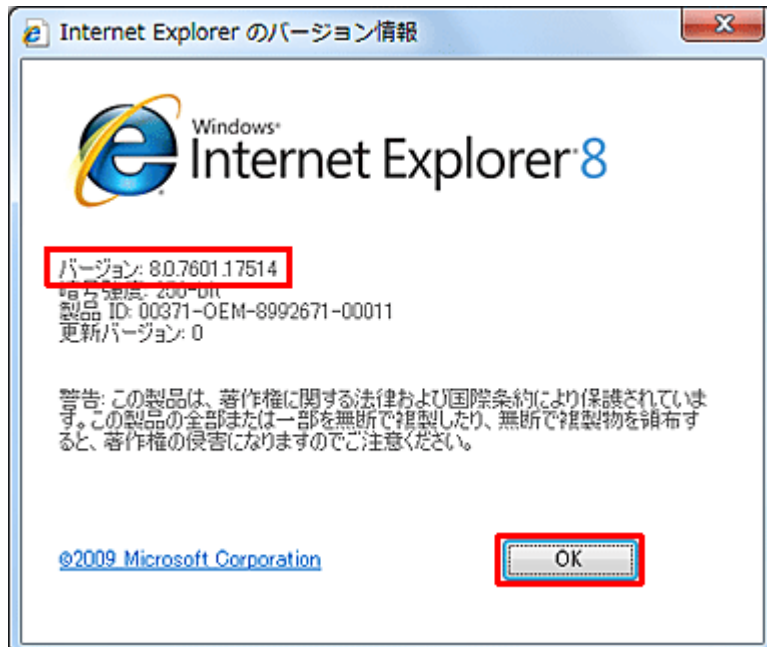 Internet Explorer のバージョン情報
Windows
Internet Explorer 8
バージョン: 8.0.7601.17514
暗号強度: 256-bit
製品 ID: 00371-OEM-8992671-00011
更新バージョン: 0
警告: この製品は、著作権に関する法律および国際条約により保護されていま
す。この製品の全部または一部を無断で複製したり、無断で複製物を頒布す
ると、著作権の侵害になりますのでご注意ください。
©2009 Microsoft Corporation
OK